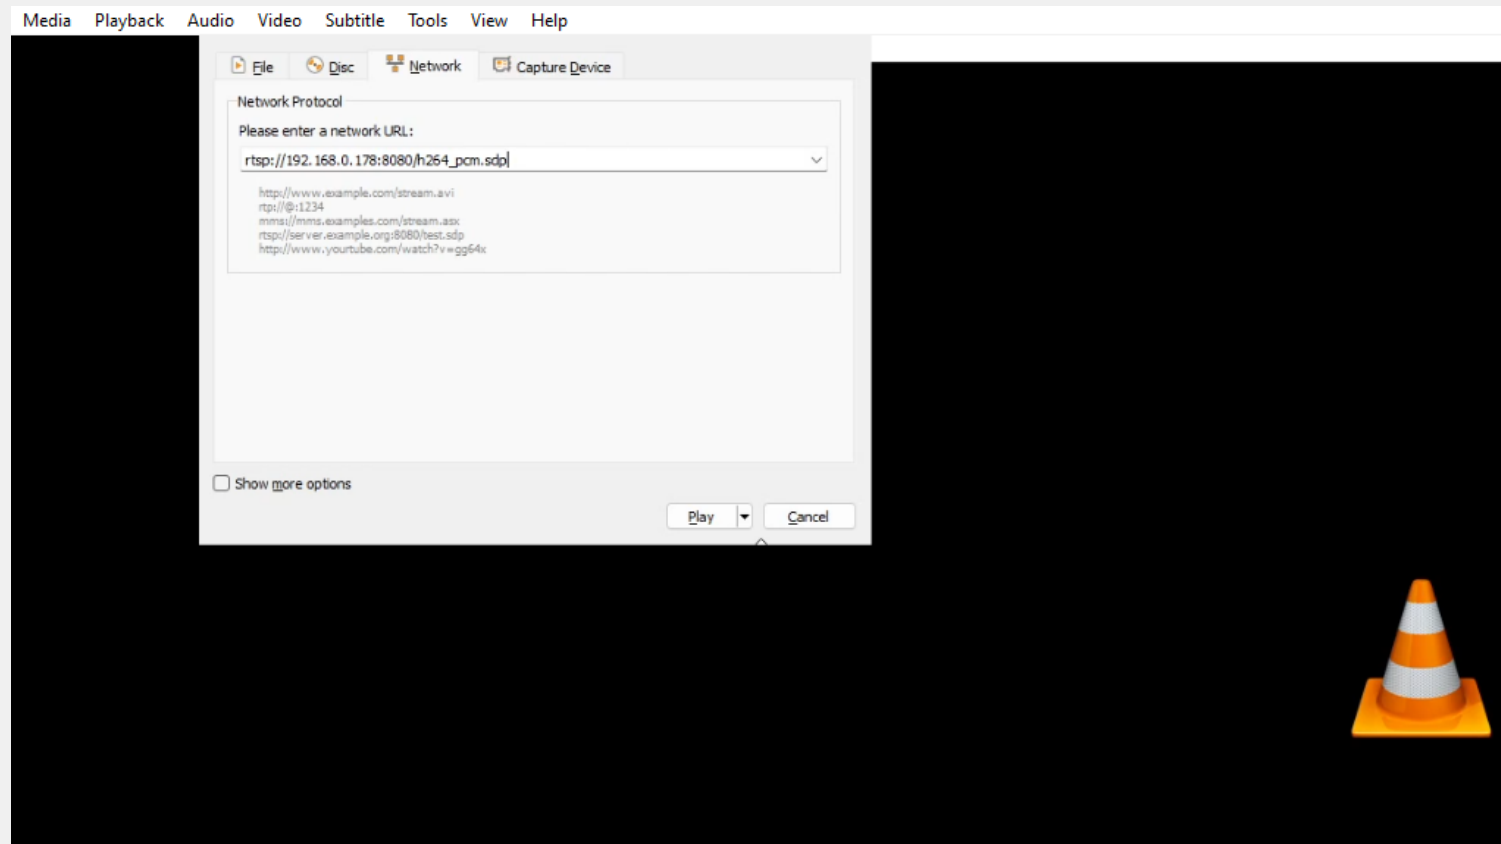 Media Playback Audio Video Subtitle Tools View Help
File Disc Network Capture Device
Network Protocol
Please enter a network URL:
rtsp://192.168.0.178:8080/h264_pcm.sdp
http://www.example.com/stream.avi
rtp://@:1234
mms://mms.examples.com/stream.asx
rtsp://server.example.org:8080/test.sdp
http://www.yourtube.com/watch?v=gg64x
Show more options
Play Cancel